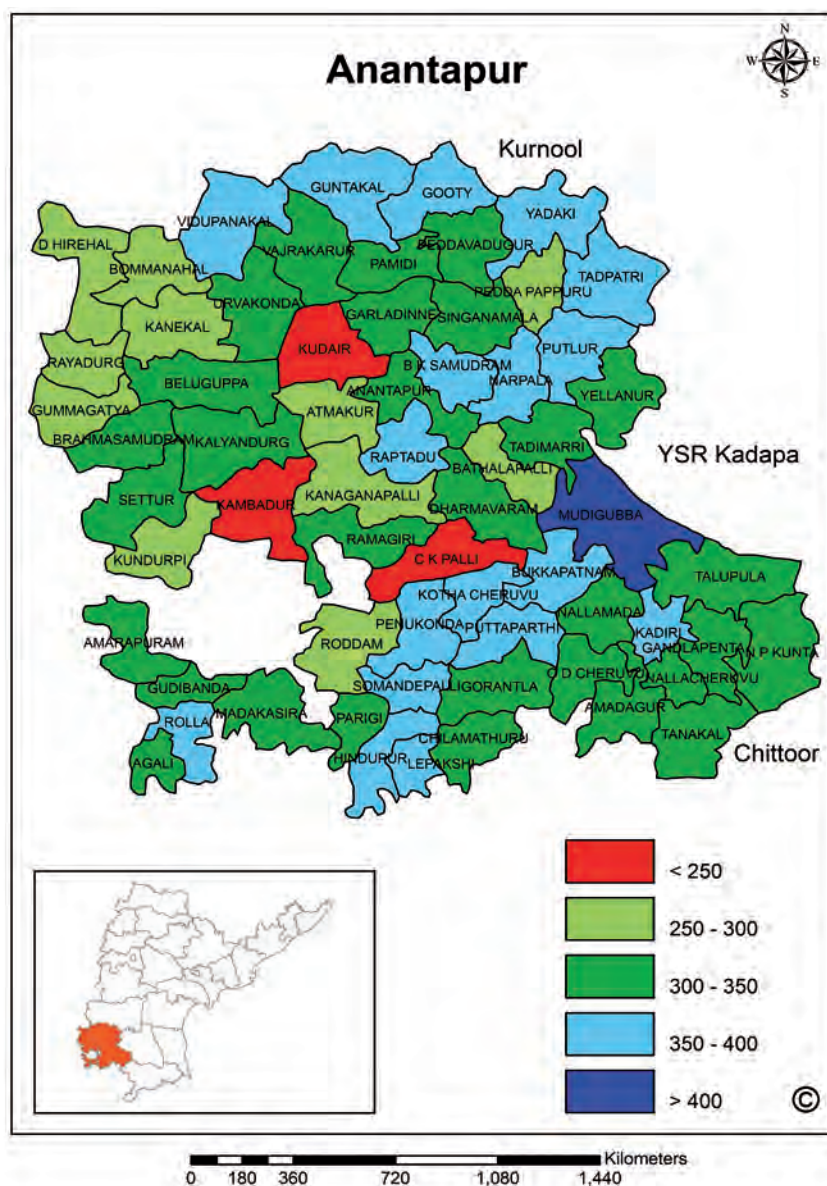 Anantapur
N
W E
S
Kurnool
GUNTAKAL
GOOTY
VIDUPANAKAL
YADAKI
D HIREHAL
VAJRAKARUR
PEDDAVADUGUR
BOMMANAHAL
PAMIDI
TADPATRI
PEDDA PAPPURU
URVAKONDA
KANEKAL
GARLADINNE
SINGANAMALA
KUDAIR
PUTLUR
RAYADURG
B K SAMUDRAM
BELUGUPPA
NARPALA
ANANTAPUR
YELLANUR
GUMMAGATYA
ATMAKUR
BRAHMASAMUDRAM
KALYANDURG
TADIMARRI
RAPTADU
YSR Kadapa
BATHALAPALLI
SETTUR
KANAGANAPALLI
KAMBADUR
DHARMAVARAM
MUDIGUBBA
RAMAGIRI
KUNDURPI
C K PALLI
BUKKAPATNAM
TALUPULA
KOTHA CHERUVU
NALLAMADA
PENUKONDA
PUTTAPARTHI
KADIRI
AMARAPURAM
RODDAM
GANDLAPENTA
N P KUNTA
O D CHERUVU
NALLACHERUVU
SOMANDEPALLI
GORANTLA
GUDIBANDA
AMADAGUR
MADAKASIRA
PARIGI
ROLLA
TANAKAL
CHILAMATHURU
Chittoor
HINDUPUR
LEPAKSHI
AGALI
< 250
250 - 300
300 - 350
350 - 400
> 400
©
Kilometers
0 180 360 720 1,080 1,440